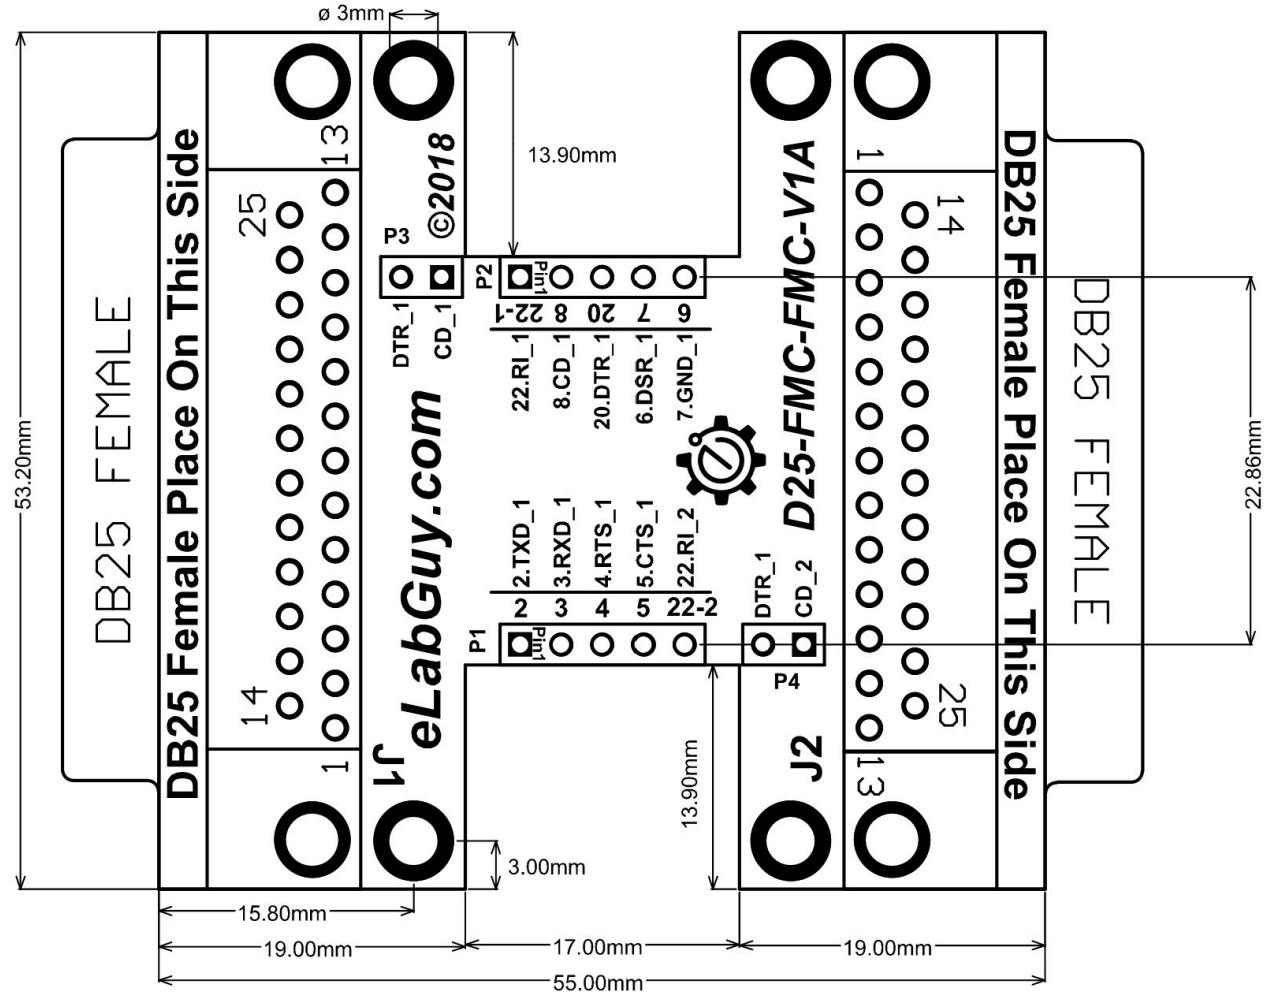 ø 3mm
53.20mm
DB25 FEMALE
DB25 Female Place On This Side
13
25
14
1
©2018
13.90mm
P3
DTR_1
CD_1
P2
Pin1
22-1
8
20
7
6
22.RI_1
8.CD_1
20.DTR_1
6.DSR_1
7.GND_1
eLabGuy.com
J1
D25-FMC-FMC-V1A
2.TXD_1
3.RXD_1
4.RTS_1
5.CTS_1
22.RI_2
2
3
4
5
22-2
P1
Pin1
DTR_1
CD_2
P4
J2
1
14
25
13
DB25 Female Place On This Side
DB25 FEMALE
22.86mm
13.90mm
3.00mm
15.80mm
19.00mm
17.00mm
19.00mm
55.00mm